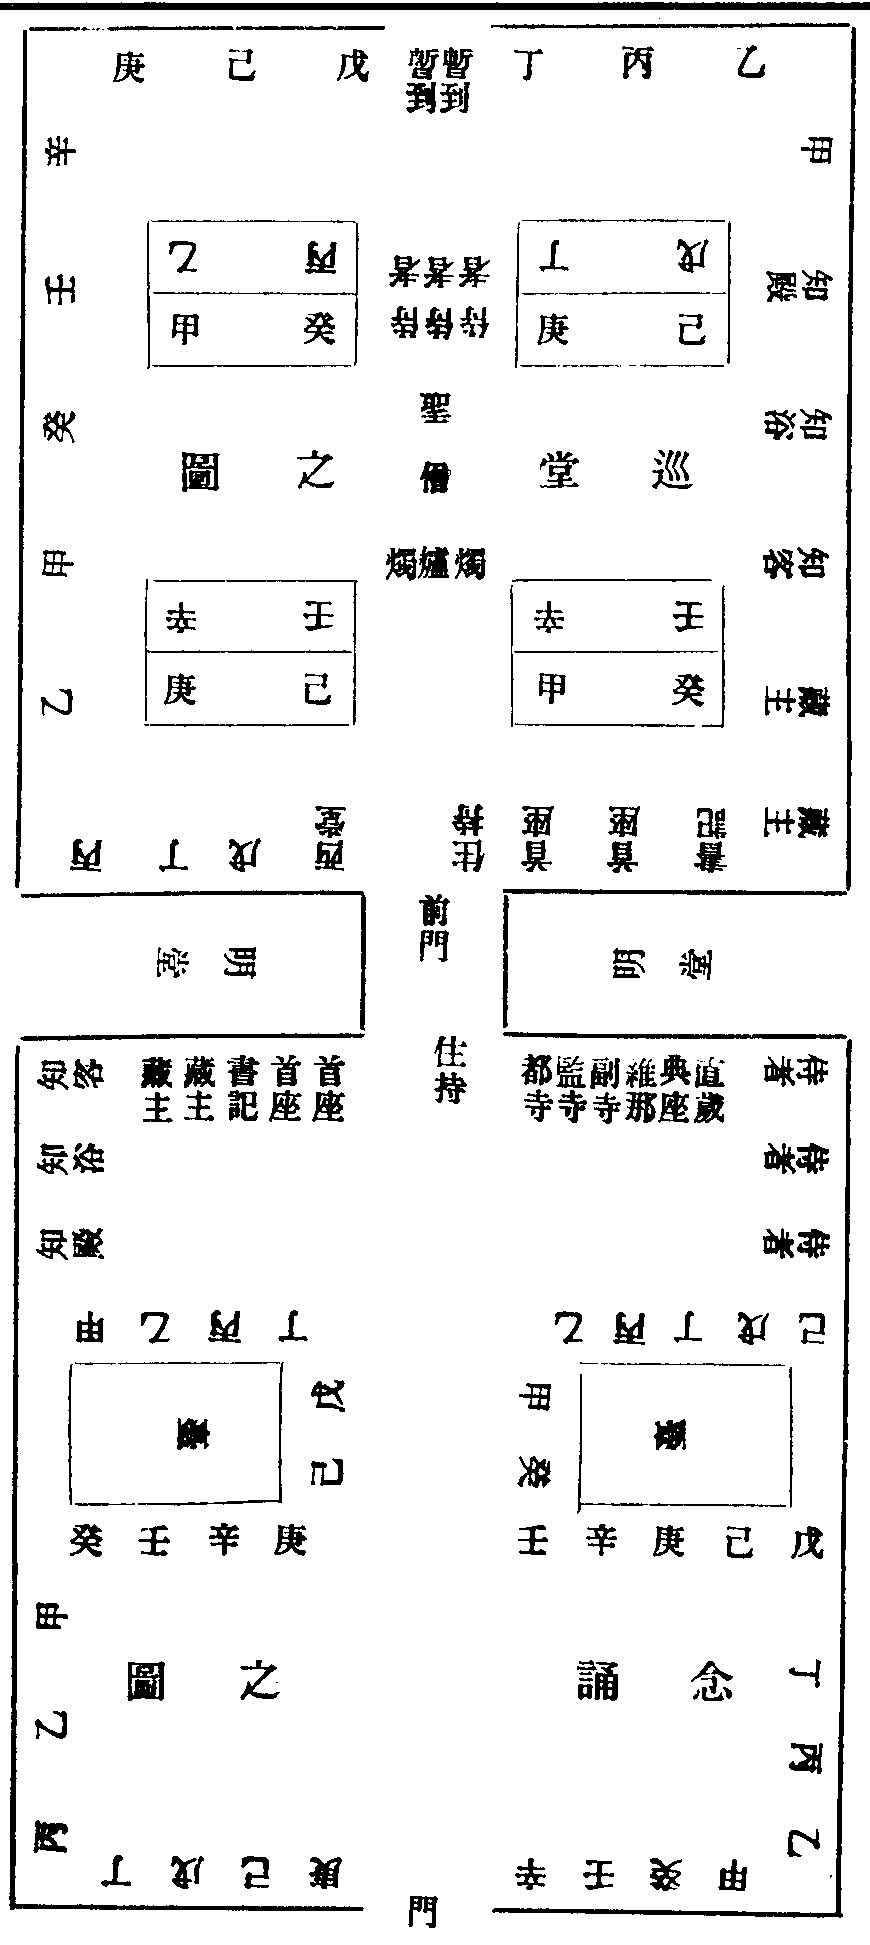 乙 丙 丁 暫到 暫到 戊 己 庚
甲 辛
丁 戊 侍者 侍者 侍者 乙 丙
知殿 壬
庚 己 甲 癸
知浴 聖僧 癸
巡堂之圖
知客 燭 爐 燭 甲
辛 壬 辛 壬
甲 癸 庚 己
藏主 乙
藏主 書記 首座 首座 住持 西堂 戊 丁 丙
前門
明堂 明堂
住持
侍者 直歲 典座 維那 副寺 監寺 都寺 首座 首座 書記 藏主 藏主 知客
侍者 知浴
侍者 知殿
己 戊 丁 丙 乙 丁 丙 乙 甲
甲 戊
癸 己
戊 己 庚 辛 壬 庚 辛 壬 癸
甲
念誦之圖
丁 乙
丙
乙 丙
甲 癸 壬 辛 庚 己 戊 丁
門